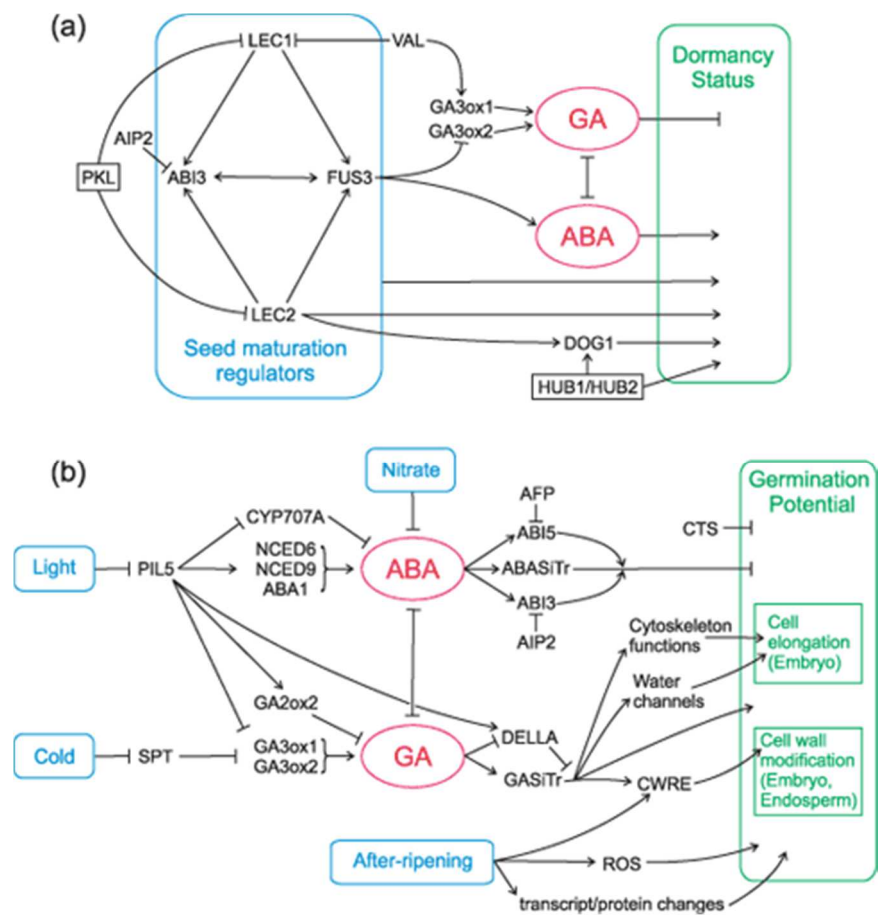 (a)
LEC1
VAL
Dormancy
Status
GA3ox1
GA3ox2
GA
AIP2
PKL
ABI3
FUS3
ABA
LEC2
Seed maturation
regulators
DOG1
HUB1/HUB2
(b)
Nitrate
Germination
Potential
CYP707A
AFP
ABI5
CTS
Light
PIL5
NCED6
NCED9
ABA1
ABA
ABASiTr
ABI3
AIP2
Cytoskeleton
functions
Cell
elongation
(Embryo)
Water
channels
GA2ox2
DELLA
Cold
SPT
GA3ox1
GA3ox2
GA
GASiTr
CWRE
Cell wall
modification
(Embryo,
Endosperm)
After-ripening
ROS
transcript/protein changes